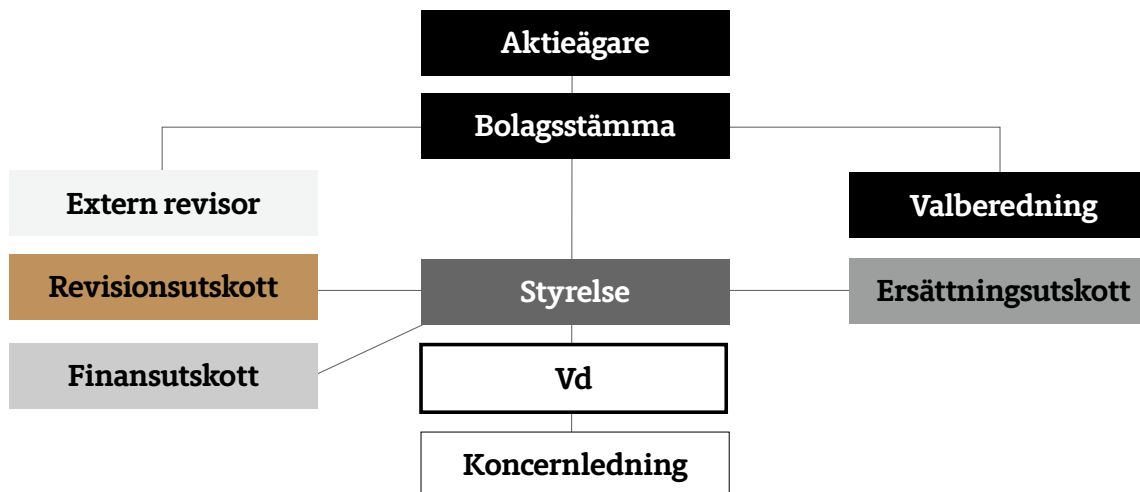 Aktieägare
Bolagsstämma
Extern revisor
Valberedning
Revisionsutskott
Styrelse
Ersättningsutskott
Finansutskott
Vd
Koncernledning